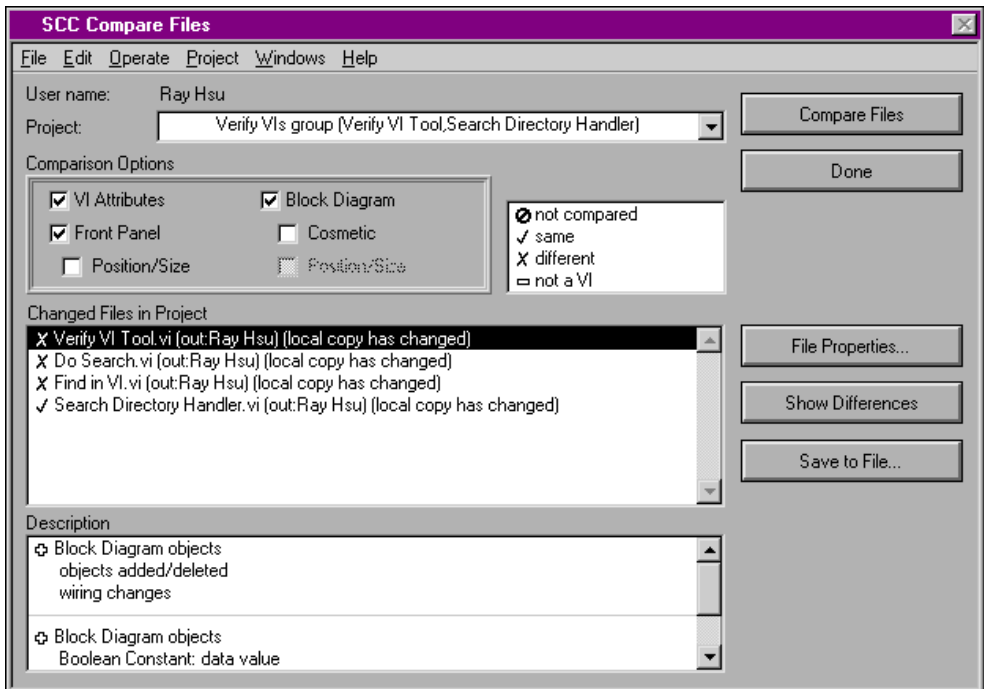 SCC Compare Files
File Edit Operate Project Windows Help
User name: Ray Hsu
Project: Verify VIs group (Verify VI Tool,Search Directory Handler)
Compare Files
Done
Comparison Options
VI Attributes
Block Diagram
Front Panel
Cosmetic
Position/Size
Position/Size
not compared
same
different
not a VI
Changed Files in Project
X Verify VI Tool.vi (out:Ray Hsu) (local copy has changed)
X Do Search.vi (out:Ray Hsu) (local copy has changed)
X Find in VI.vi (out:Ray Hsu) (local copy has changed)
✓ Search Directory Handler.vi (out:Ray Hsu) (local copy has changed)
File Properties...
Show Differences
Save to File...
Description
Block Diagram objects
objects added/deleted
wiring changes
Block Diagram objects
Boolean Constant: data value